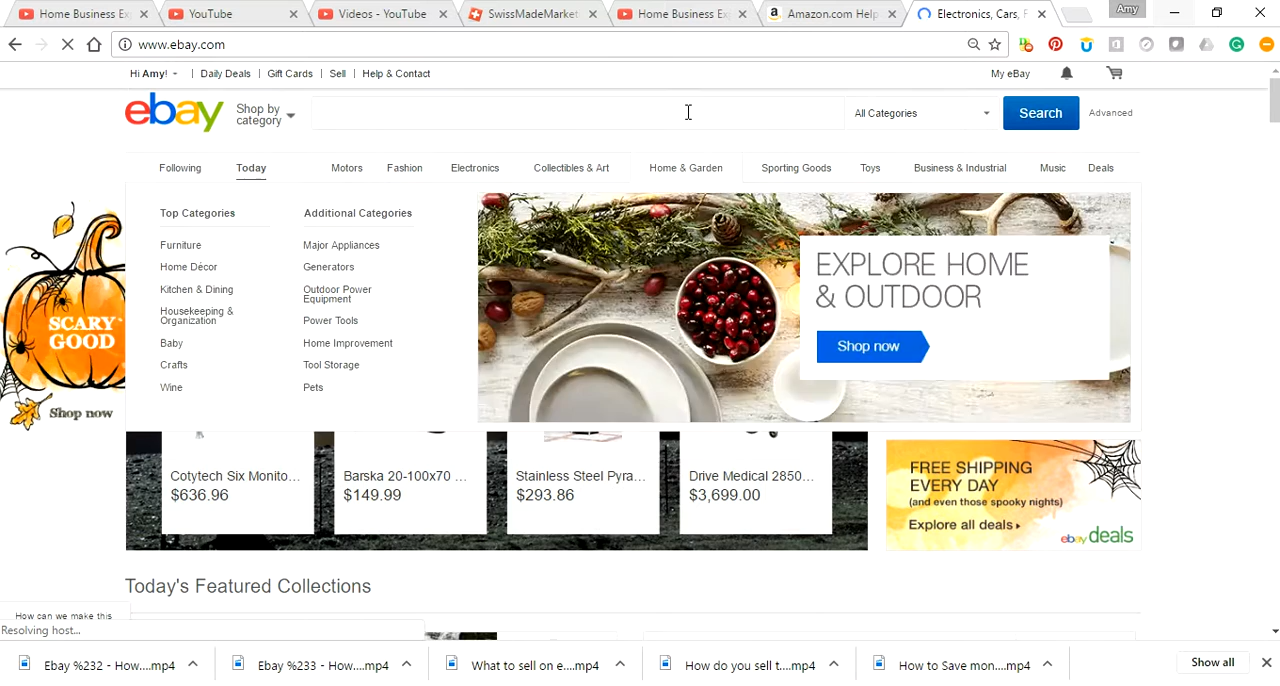 Home Business Ex
YouTube
Videos - YouTube
SwissMadeMarket
Home Business Ex
Amazon.com Help
Electronics, Cars, F
Amy
www.ebay.com
Hi Amy!
Daily Deals
Gift Cards
Sell
Help & Contact
My eBay
ebay
Shop by
category
All Categories
Search
Advanced
Following
Today
Motors
Fashion
Electronics
Collectibles & Art
Home & Garden
Sporting Goods
Toys
Business & Industrial
Music
Deals
Top Categories
Furniture
Home Décor
Kitchen & Dining
Housekeeping &
Organization
Baby
Crafts
Wine
Additional Categories
Major Appliances
Generators
Outdoor Power
Equipment
Power Tools
Home Improvement
Tool Storage
Pets
EXPLORE HOME
& OUTDOOR
Shop now
SCARY
GOOD
Shop now
Cotytech Six Monito...
$636.96
Barska 20-100x70 ...
$149.99
Stainless Steel Pyra...
$293.86
Drive Medical 2850...
$3,699.00
FREE SHIPPING
EVERY DAY
(and even those spooky nights)
Explore all deals
ebay deals
Today's Featured Collections
How can we make this
Resolving host...
Ebay %232 - How....mp4
Ebay %233 - How....mp4
What to sell on e....mp4
How do you sell t....mp4
How to Save mon....mp4
Show all